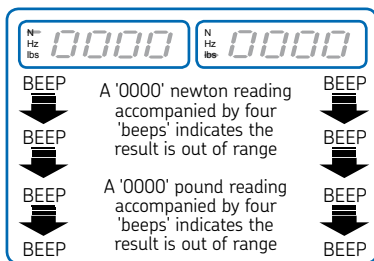 N
Hz
lbs
0000
N
Hz
lbs
0000
BEEP
BEEP
BEEP
BEEP
A '0000' newton reading
accompanied by four
'beeps' indicates the
result is out of range
A '0000' pound reading
accompanied by four
'beeps' indicates the
result is out of range
BEEP
BEEP
BEEP
BEEP